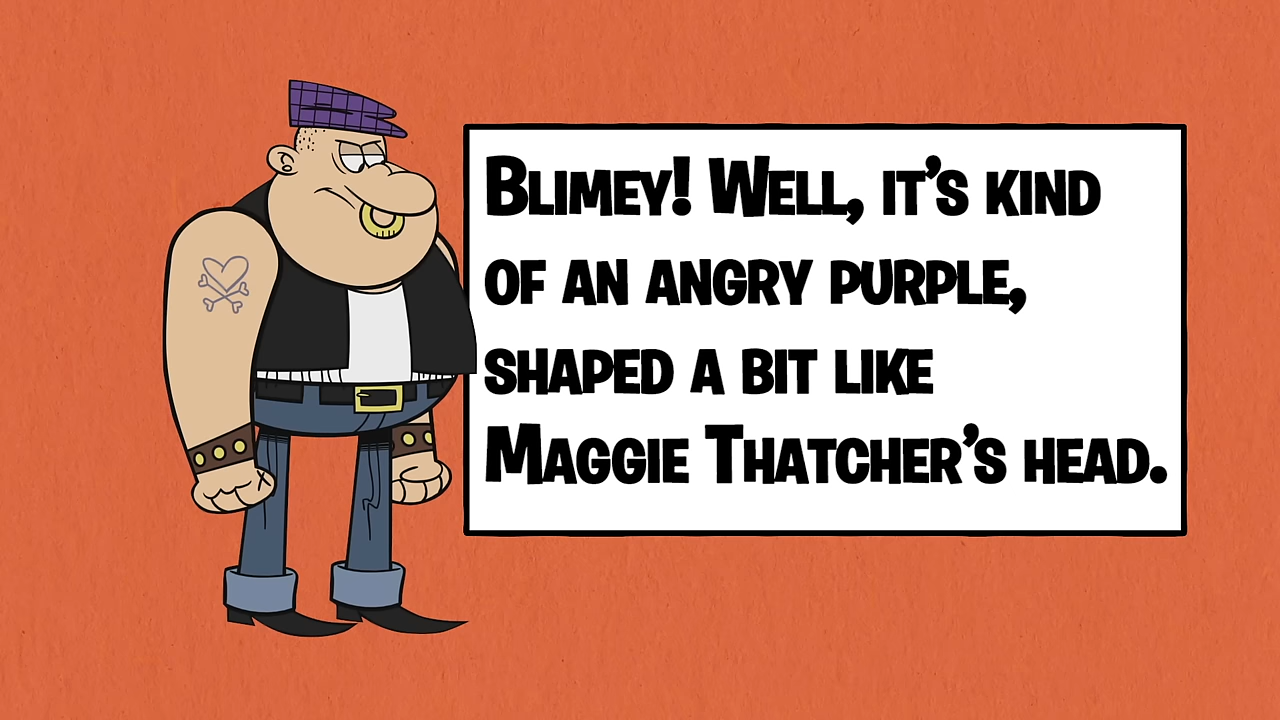 Blimey! Well, it's kind
of an angry purple,
shaped a bit like
Maggie Thatcher's head.